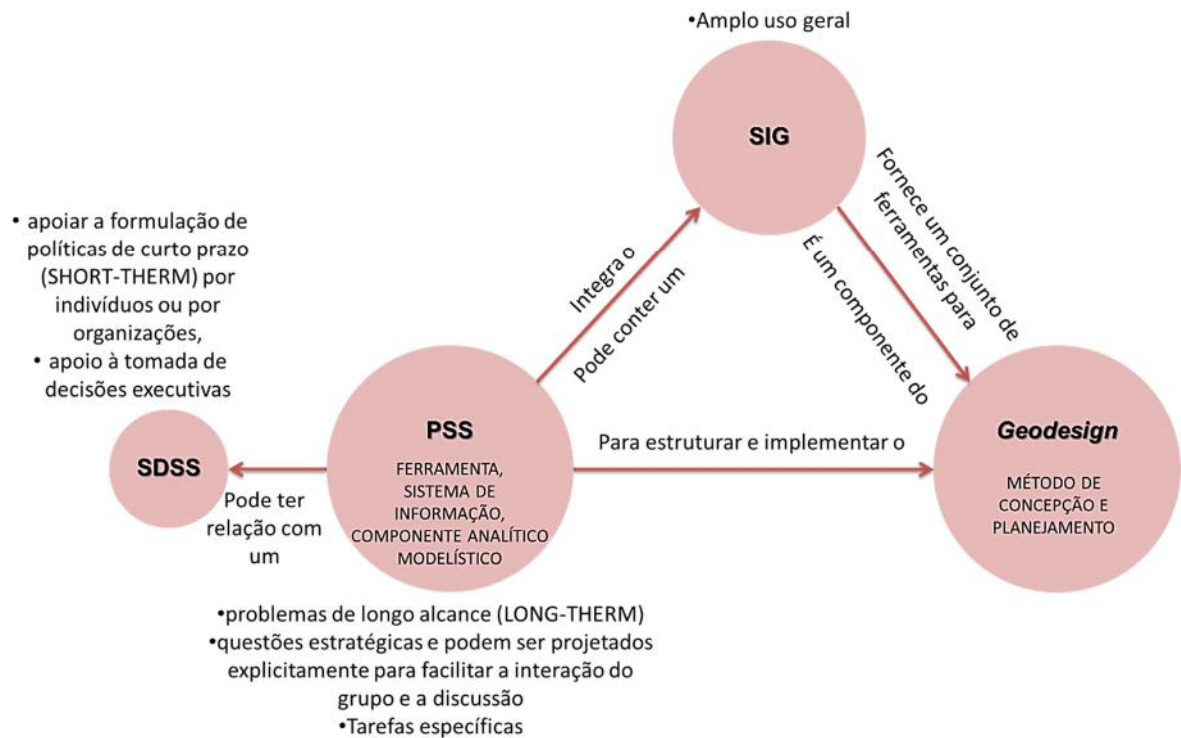 •Amplo uso geral
SIG
Fornece um conjunto de
ferramentas para
É um componente do
Integra o
Pode conter um
• apoiar a formulação de
políticas de curto prazo
(SHORT-THERM) por
indivíduos ou por
organizações,
• apoio à tomada de
decisões executivas
SDSS
Pode ter
relação com
um
PSS
FERRAMENTA,
SISTEMA DE
INFORMAÇÃO,
COMPONENTE ANALÍTICO
MODELÍSTICO
Para estruturar e implementar o
Geodesign
MÉTODO DE
CONCEPÇÃO E
PLANEJAMENTO
•problemas de longo alcance (LONG-THERM)
•questões estratégicas e podem ser projetados
explicitamente para facilitar a interação do
grupo e a discussão
•Tarefas específicas